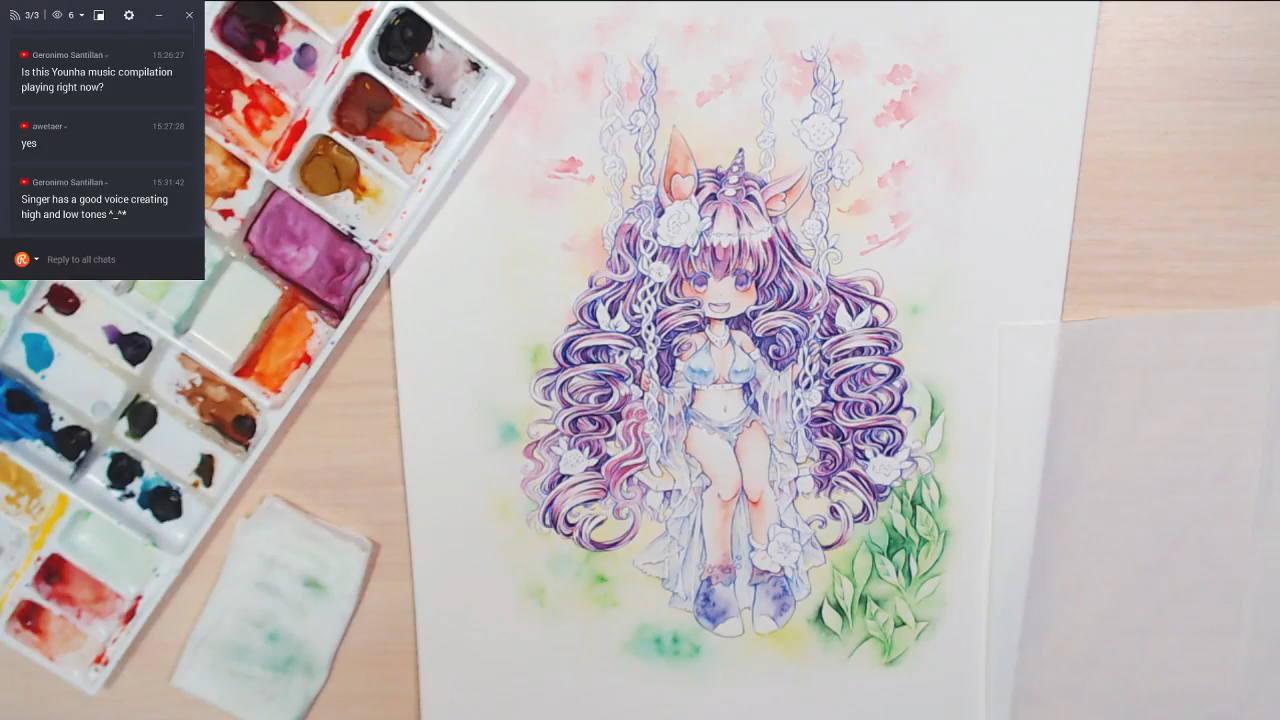 3/3
6
Geronimo Santillan
15:26:27
Is this Younha music compilation
playing right now?
awetaer
15:27:28
yes
Geronimo Santillan
15:31:42
Singer has a good voice creating
high and low tones ^_^*
Reply to all chats